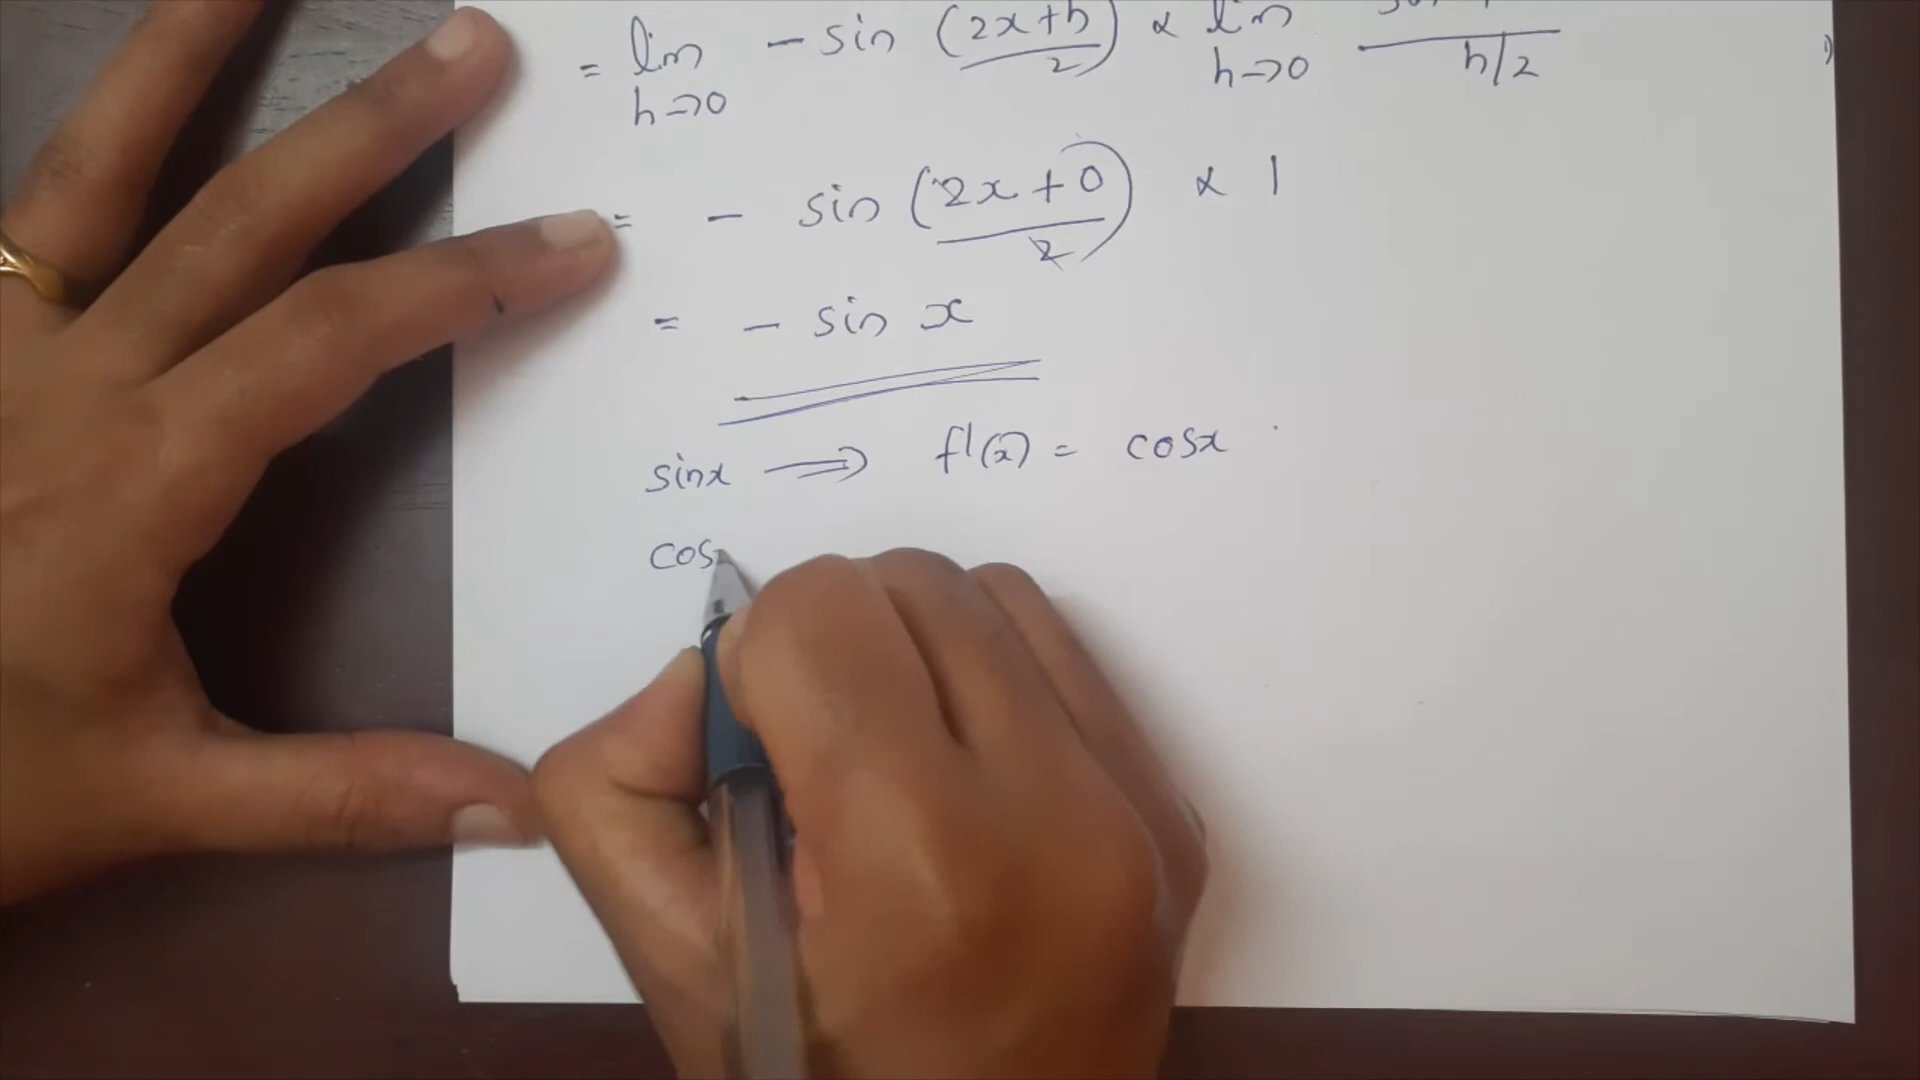 = lim - sin (2x+h)/2 × lim h/2
h→0 h→0
= - sin (2x+0)/2 × 1
= - sin x
sinx ⟹ f'(x) = cosx
cos